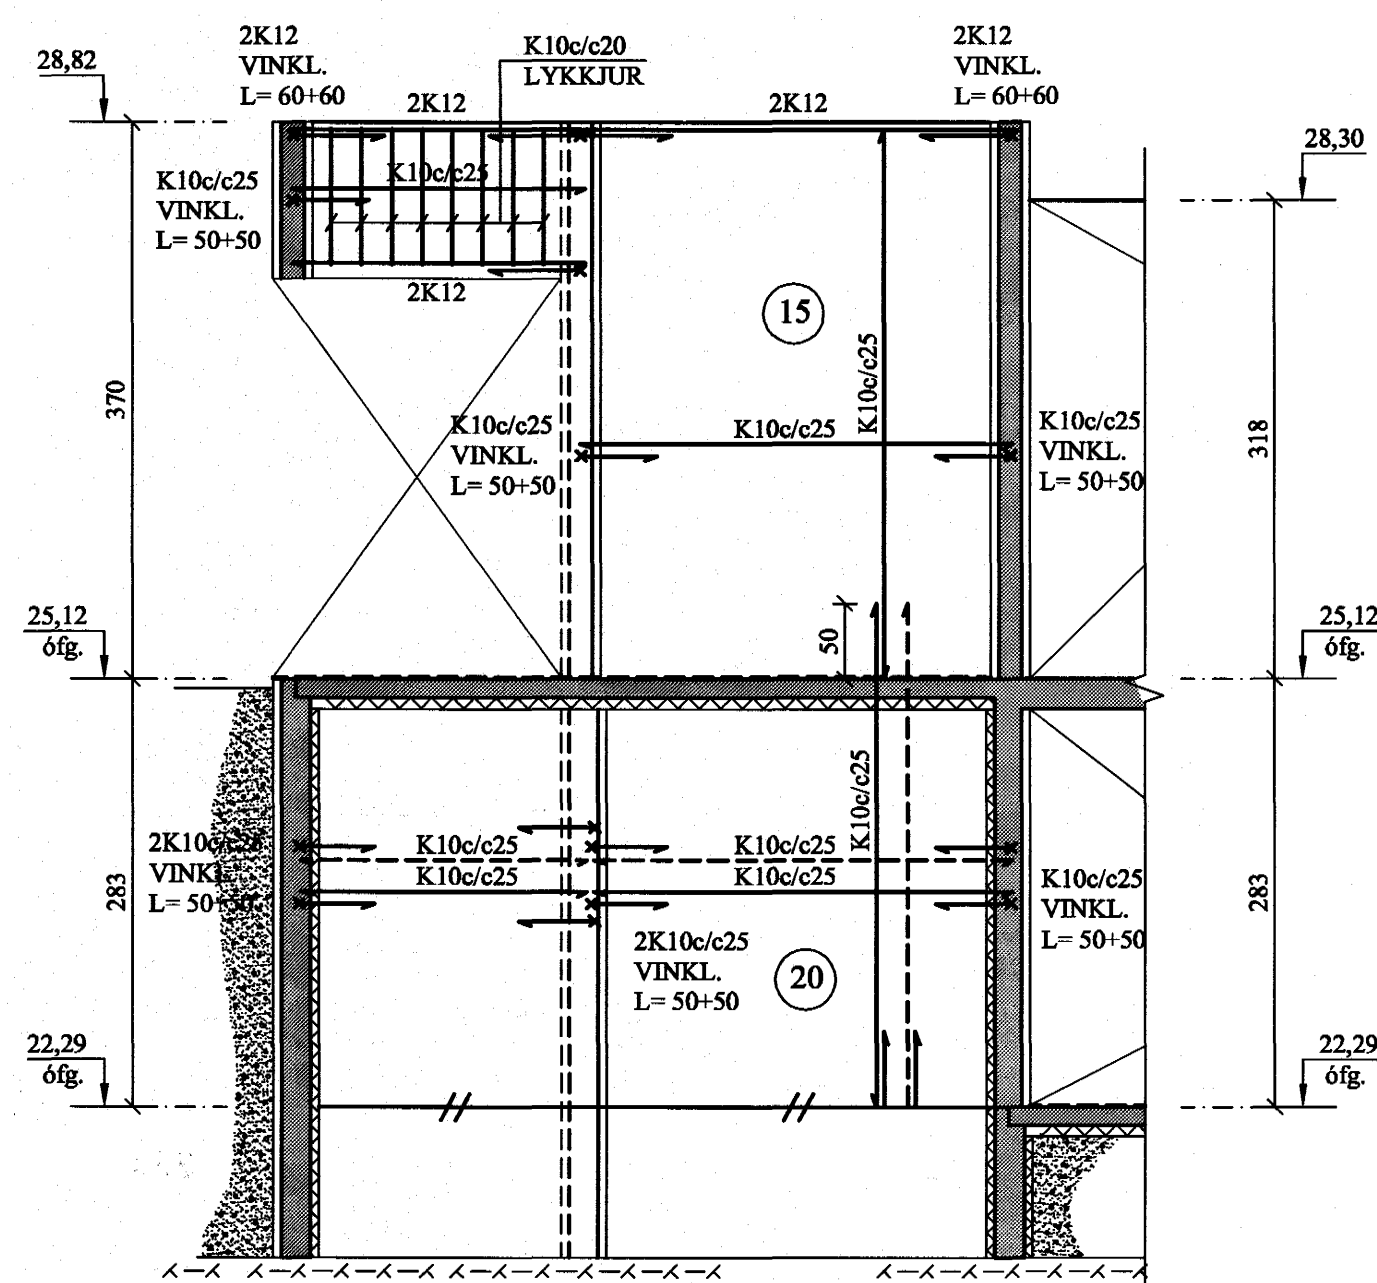 2K12
VINKL.
L= 60+60
K10c/c20
LYKKJUR
2K12
VINKL.
L= 60+60
28,82
2K12
2K12
28,30
K10c/c25
VINKL.
L= 50+50
K10c/c25
2K12
15
K10c/c25
370
K10c/c25
VINKL.
L= 50+50
K10c/c25
K10c/c25
VINKL.
L= 50+50
318
25,12
ófg.
50
25,12
ófg.
K10c/c25
2K10c/c25
VINKL.
L= 50+50
K10c/c25
K10c/c25
K10c/c25
K10c/c25
283
K10c/c25
VINKL.
L= 50+50
283
2K10c/c25
VINKL.
L= 50+50
20
22,29
ófg.
22,29
ófg.